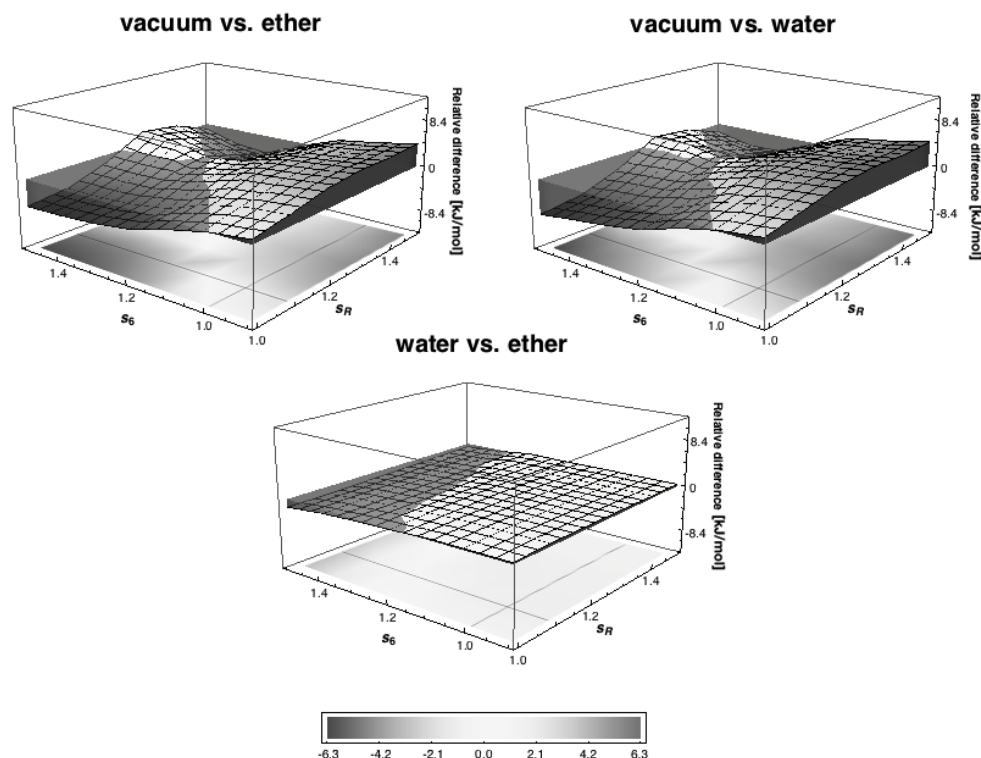 vacuum vs. ether
vacuum vs. water
8.4
0
-8.4
Relative difference [kJ/mol]
1.4
1.2
1.0
s6
1.0
1.2
1.4
sR
8.4
0
-8.4
Relative difference [kJ/mol]
1.4
1.2
1.0
s6
1.0
1.2
1.4
sR
water vs. ether
8.4
0
-8.4
Relative difference [kJ/mol]
1.4
1.2
1.0
s6
1.0
1.2
1.4
sR
-6.3 -4.2 -2.1 0.0 2.1 4.2 6.3